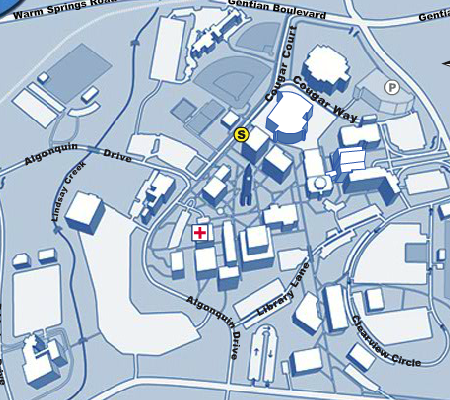 Warm Springs Road
Gentian Boulevard
Gentia
Cougar Court
Cougar Way
P
S
Algonquin Drive
Lindsay Creek
Library Lane
Algonquin Drive
Clearview Circle